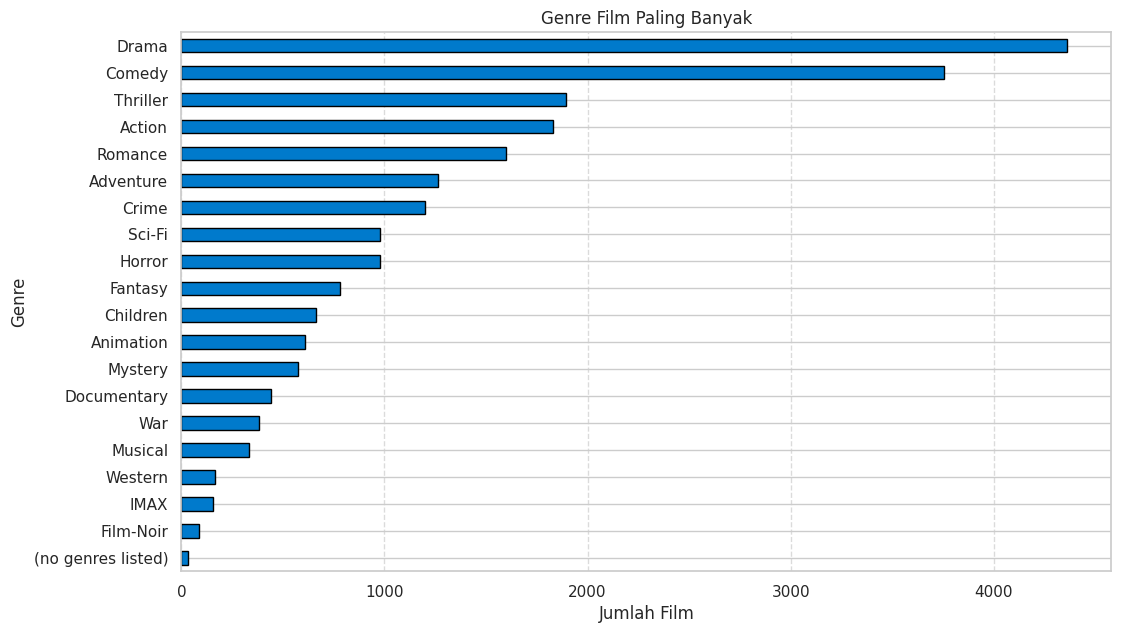 Genre Film Paling Banyak
Drama
Comedy
Thriller
Action
Romance
Adventure
Crime
Sci-Fi
Horror
Fantasy
Children
Animation
Mystery
Documentary
War
Musical
Western
IMAX
Film-Noir
(no genres listed)
Genre
0 1000 2000 3000 4000
Jumlah Film